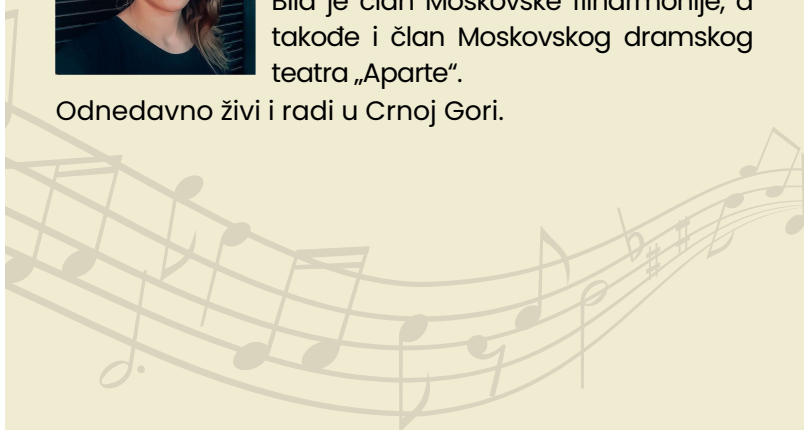 Bila je član Moskovske filharmonije, a
takođe i član Moskovskog dramskog
teatra „Aparte“.
Odnedavno živi i radi u Crnoj Gori.